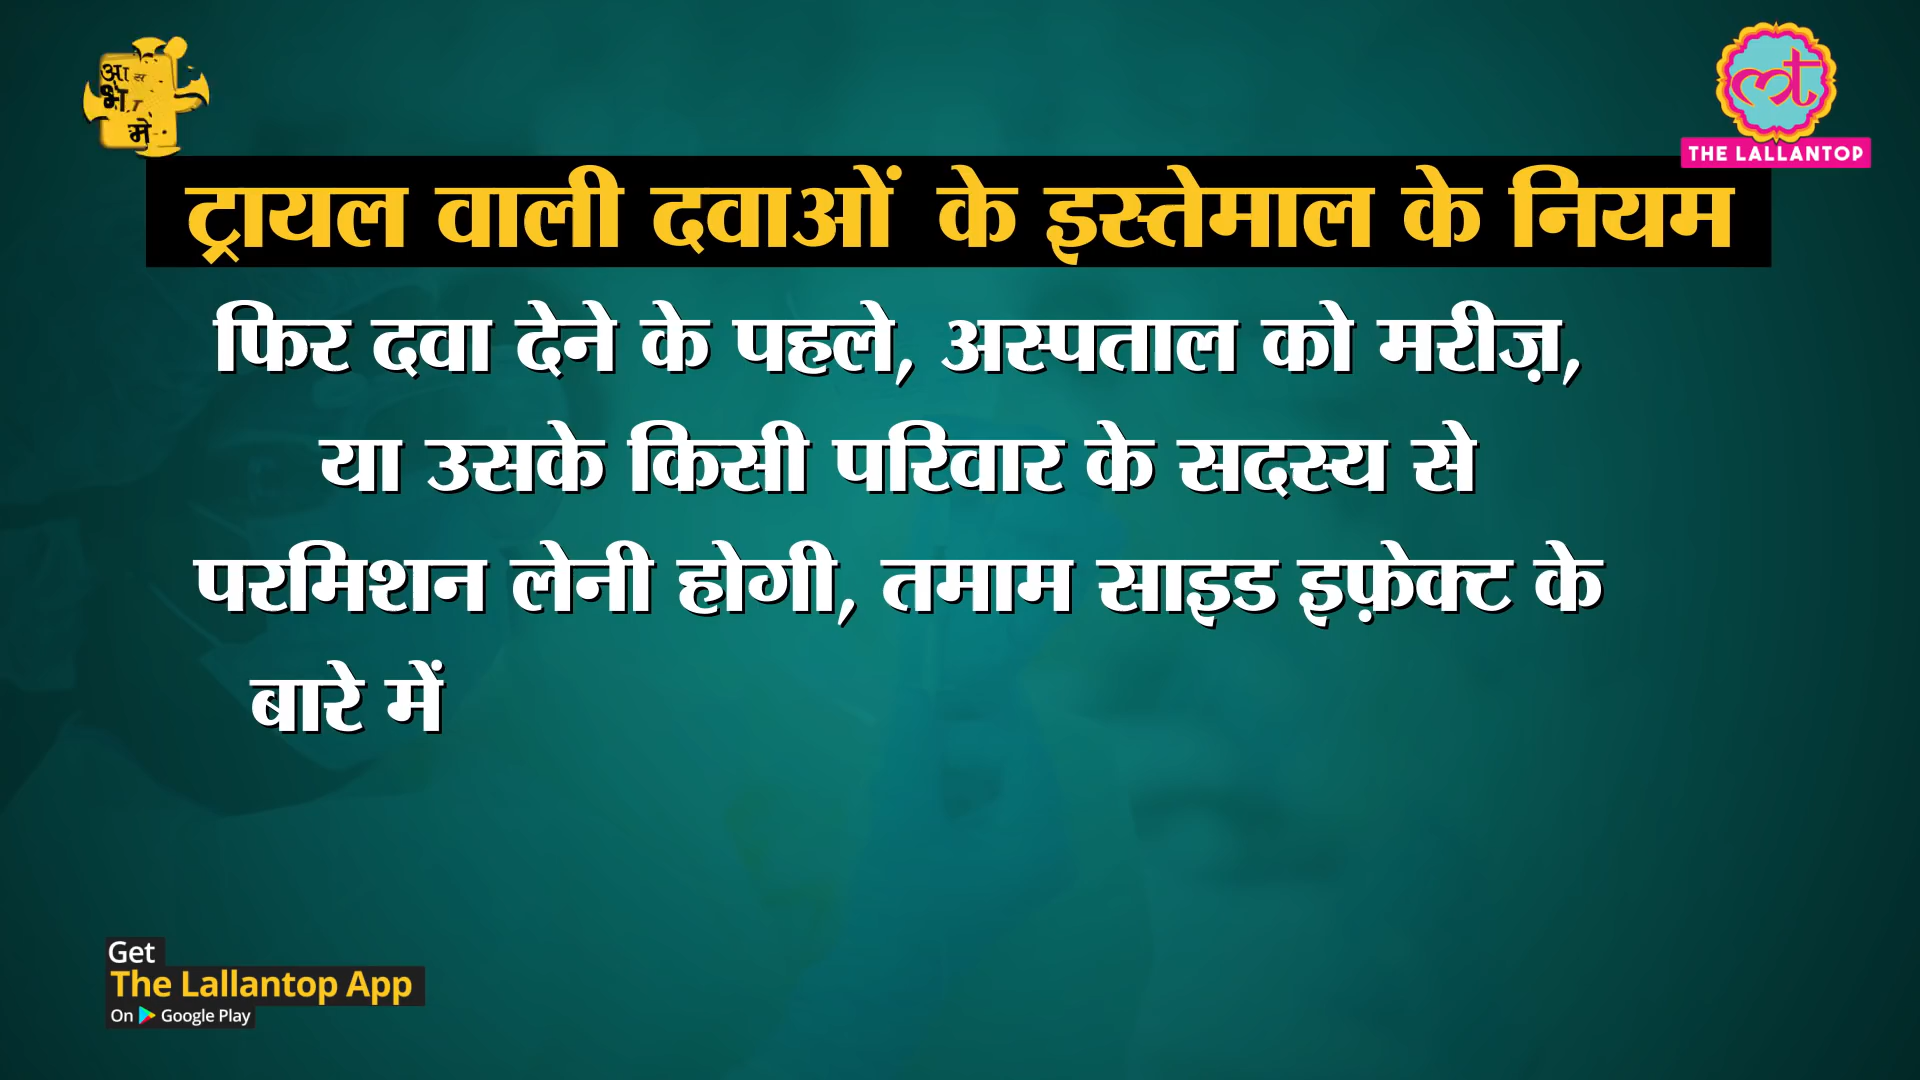 THE LALLANTOP
ट्रायल वाली दवाओं के इस्तेमाल के नियम
फिर दवा देने के पहले, अस्पताल को मरीज़,
या उसके किसी परिवार के सदस्य से
परमिशन लेनी होगी, तमाम साइड इफ़ेक्ट के
बारे में
Get
The Lallantop App
On Google Play